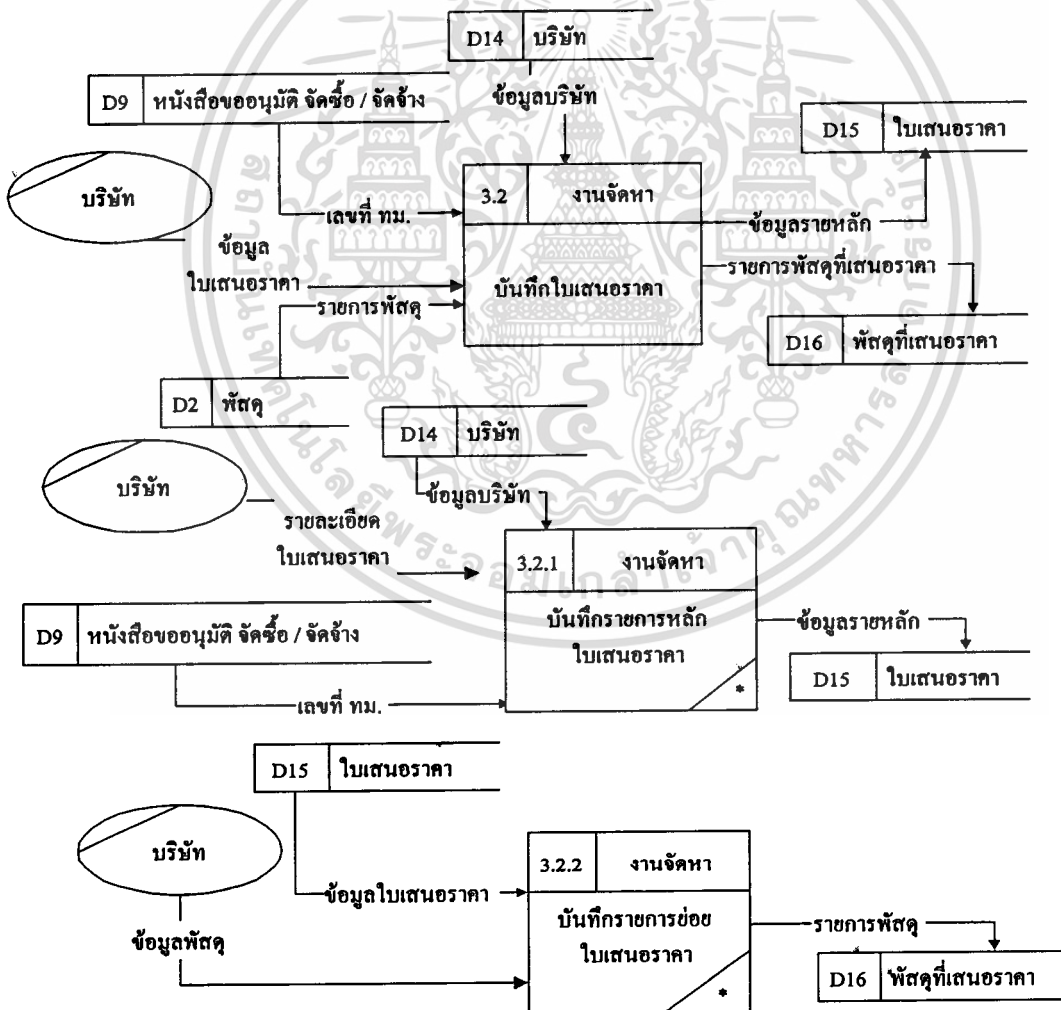 D14 บริษัท
D9 หนังสือขออนุมัติ จัดซื้อ / จัดจ้าง
ข้อมูลบริษัท
D15 ใบเสนอราคา
บริษัท
3.2 งานจัดหา
เลขที่ ทม.
ข้อมูลรายหลัก
ข้อมูล
ใบเสนอราคา
บันทึกใบเสนอราคา
รายการพัสดุที่เสนอราคา
รายการพัสดุ
D16 พัสดุที่เสนอราคา
D2 พัสดุ
D14 บริษัท
บริษัท
ข้อมูลบริษัท
รายละเอียด
ใบเสนอราคา
3.2.1 งานจัดหา
D9 หนังสือขออนุมัติ จัดซื้อ / จัดจ้าง
บันทึกรายการหลัก
ใบเสนอราคา
*
ข้อมูลรายหลัก
D15 ใบเสนอราคา
เลขที่ ทม.
D15 ใบเสนอราคา
บริษัท
3.2.2 งานจัดหา
ข้อมูลใบเสนอราคา
บันทึกรายการย่อย
ใบเสนอราคา
*
รายการพัสดุ
ข้อมูลพัสดุ
D16 พัสดุที่เสนอราคา